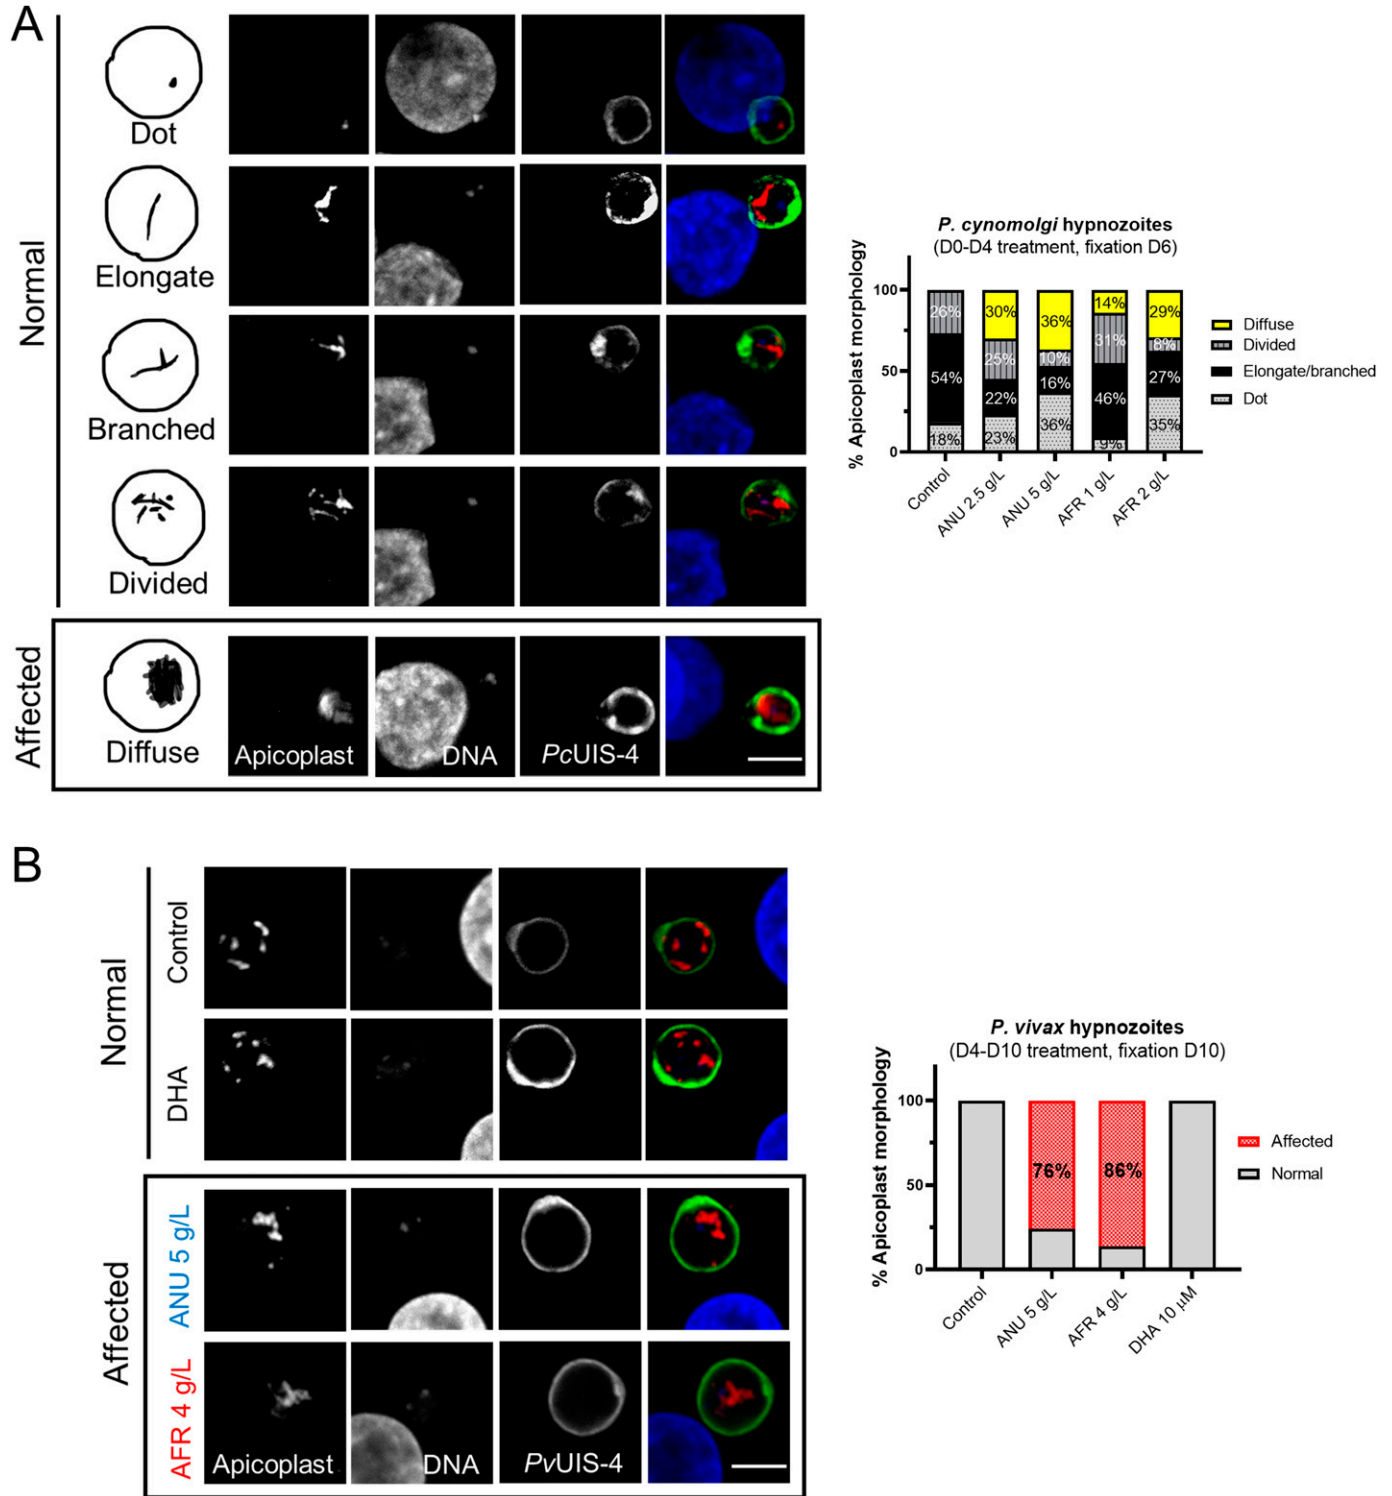 A
Normal
Dot
Elongate
Branched
Divided
Affected
Diffuse
Apicoplast
DNA
PcUIS-4
P. cynomolgi hypnozoites
(D0-D4 treatment, fixation D6)
% Apicoplast morphology
100
50
0
26%
54%
18%
30%
25%
22%
23%
36%
10%
16%
36%
14%
31%
46%
9%
29%
8%
27%
35%
Control
ANU 2.5 g/L
ANU 5 g/L
AFR 1 g/L
AFR 2 g/L
Diffuse
Divided
Elongate/branched
Dot
B
Normal
Control
DHA
Affected
ANU 5 g/L
AFR 4 g/L
Apicoplast
DNA
PvUIS-4
P. vivax hypnozoites
(D4-D10 treatment, fixation D10)
% Apicoplast morphology
100
50
0
76%
86%
Control
ANU 5 g/L
AFR 4 g/L
DHA 10 µM
Affected
Normal